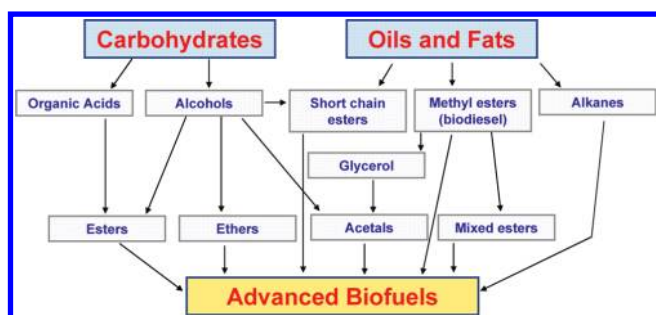 Carbohydrates
Oils and Fats
Organic Acids
Alcohols
Short chain
esters
Methyl esters
(biodiesel)
Alkanes
Glycerol
Esters
Ethers
Acetals
Mixed esters
Advanced Biofuels